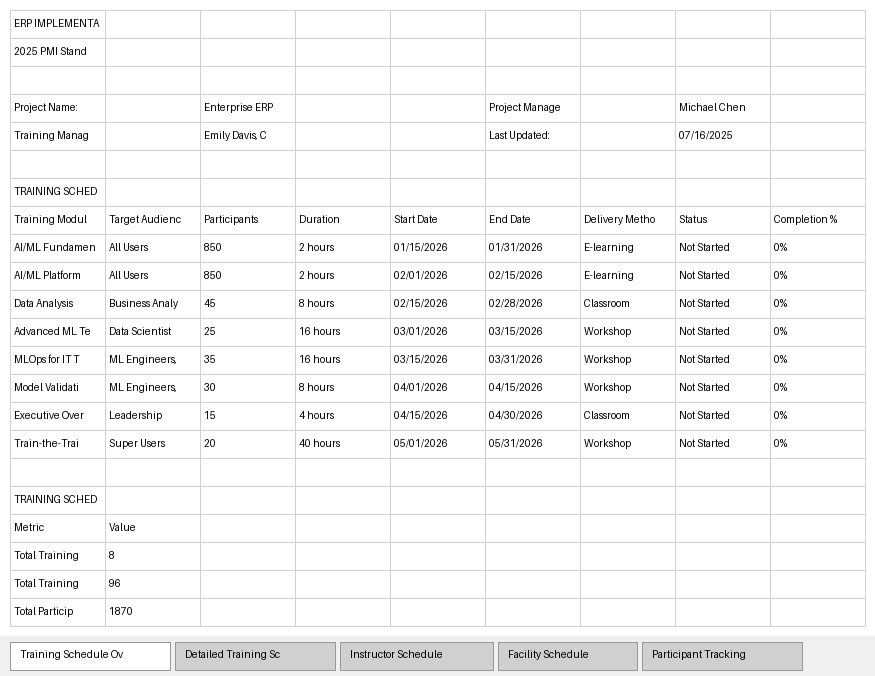 ERP IMPLEMENTA
2025 PMI Stand
Project Name: Enterprise ERP Project Manage Michael Chen
Training Manag Emily Davis, C Last Updated: 07/16/2025
TRAINING SCHED
Training Modul Target Audienc Participants Duration Start Date End Date Delivery Metho Status Completion %
AI/ML Fundamen All Users 850 2 hours 01/15/2026 01/31/2026 E-learning Not Started 0%
AI/ML Platform All Users 850 2 hours 02/01/2026 02/15/2026 E-learning Not Started 0%
Data Analysis Business Analy 45 8 hours 02/15/2026 02/28/2026 Classroom Not Started 0%
Advanced ML Te Data Scientist 25 16 hours 03/01/2026 03/15/2026 Workshop Not Started 0%
MLOps for IT T ML Engineers, 35 16 hours 03/15/2026 03/31/2026 Workshop Not Started 0%
Model Validati ML Engineers, 30 8 hours 04/01/2026 04/15/2026 Workshop Not Started 0%
Executive Over Leadership 15 4 hours 04/15/2026 04/30/2026 Classroom Not Started 0%
Train-the-Trai Super Users 20 40 hours 05/01/2026 05/31/2026 Workshop Not Started 0%
TRAINING SCHED
Metric Value
Total Training 8
Total Training 96
Total Particip 1870
Training Schedule Ov Detailed Training Sc Instructor Schedule Facility Schedule Participant Tracking